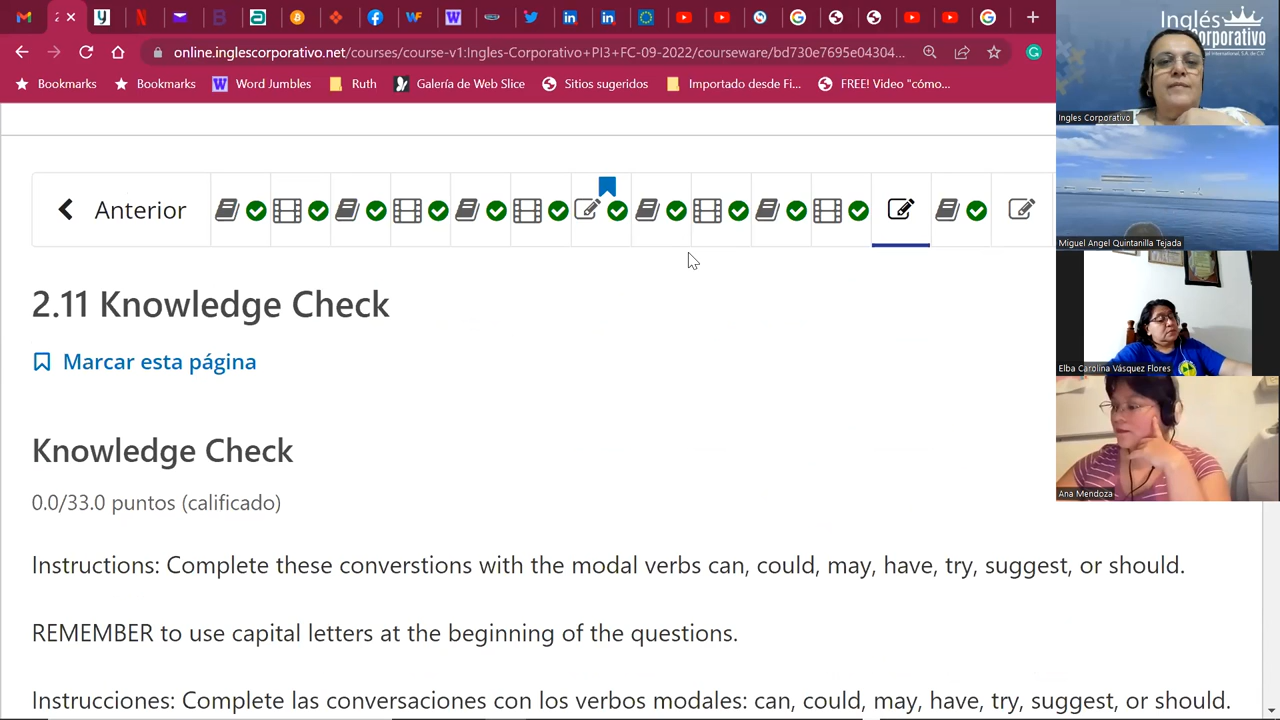 online.inglescorporativo.net/courses/course-v1:Ingles-Corporativo+PI3+FC-09-2022/courseware/bd730e7695e04304...
Bookmarks
Bookmarks
Word Jumbles
Ruth
Galería de Web Slice
Sitios sugeridos
Importado desde Fi...
FREE! Video "cómo...
Anterior
2.11 Knowledge Check
Marcar esta página
Knowledge Check
0.0/33.0 puntos (calificado)
Instructions: Complete these converstions with the modal verbs can, could, may, have, try, suggest, or should.
REMEMBER to use capital letters at the beginning of the questions.
Instrucciones: Complete las conversaciones con los verbos modales: can, could, may, have, try, suggest, or should.
Inglés
Corporativo
Ingles Corporativo
Miguel Angel Quintanilla Tejada
Elba Carolina Vásquez Flores
Ana Mendoza